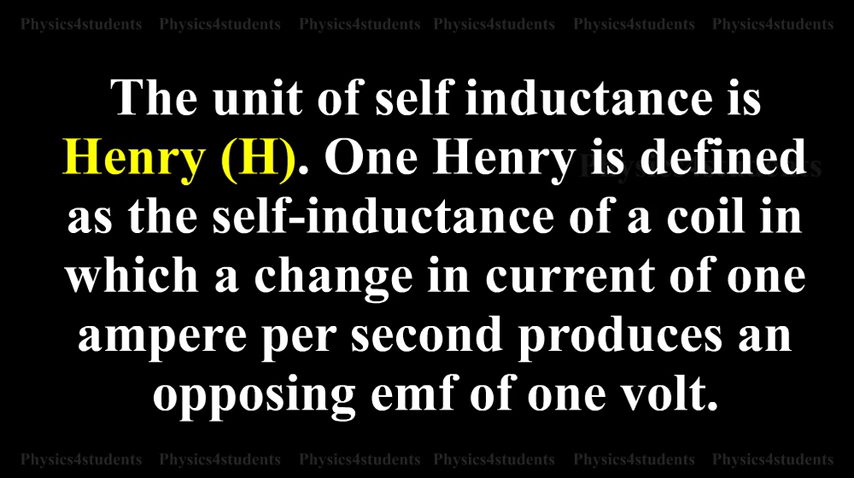 Physics4students Physics4students Physics4students Physics4students Physics4students Physics4students
The unit of self inductance is
Henry (H). One Henry is defined
as the self-inductance of a coil in
which a change in current of one
ampere per second produces an
opposing emf of one volt.
Physics4students Physics4students Physics4students Physics4students Physics4students Physics4students